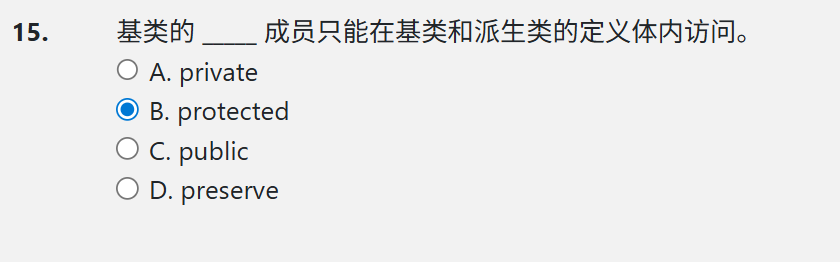 15. 基类的 _____ 成员只能在基类和派生类的定义体内访问。
A. private
B. protected
C. public
D. preserve